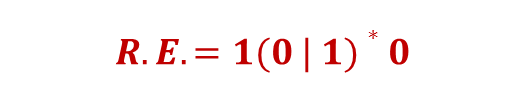 R. E. = 1(0 | 1) * 0